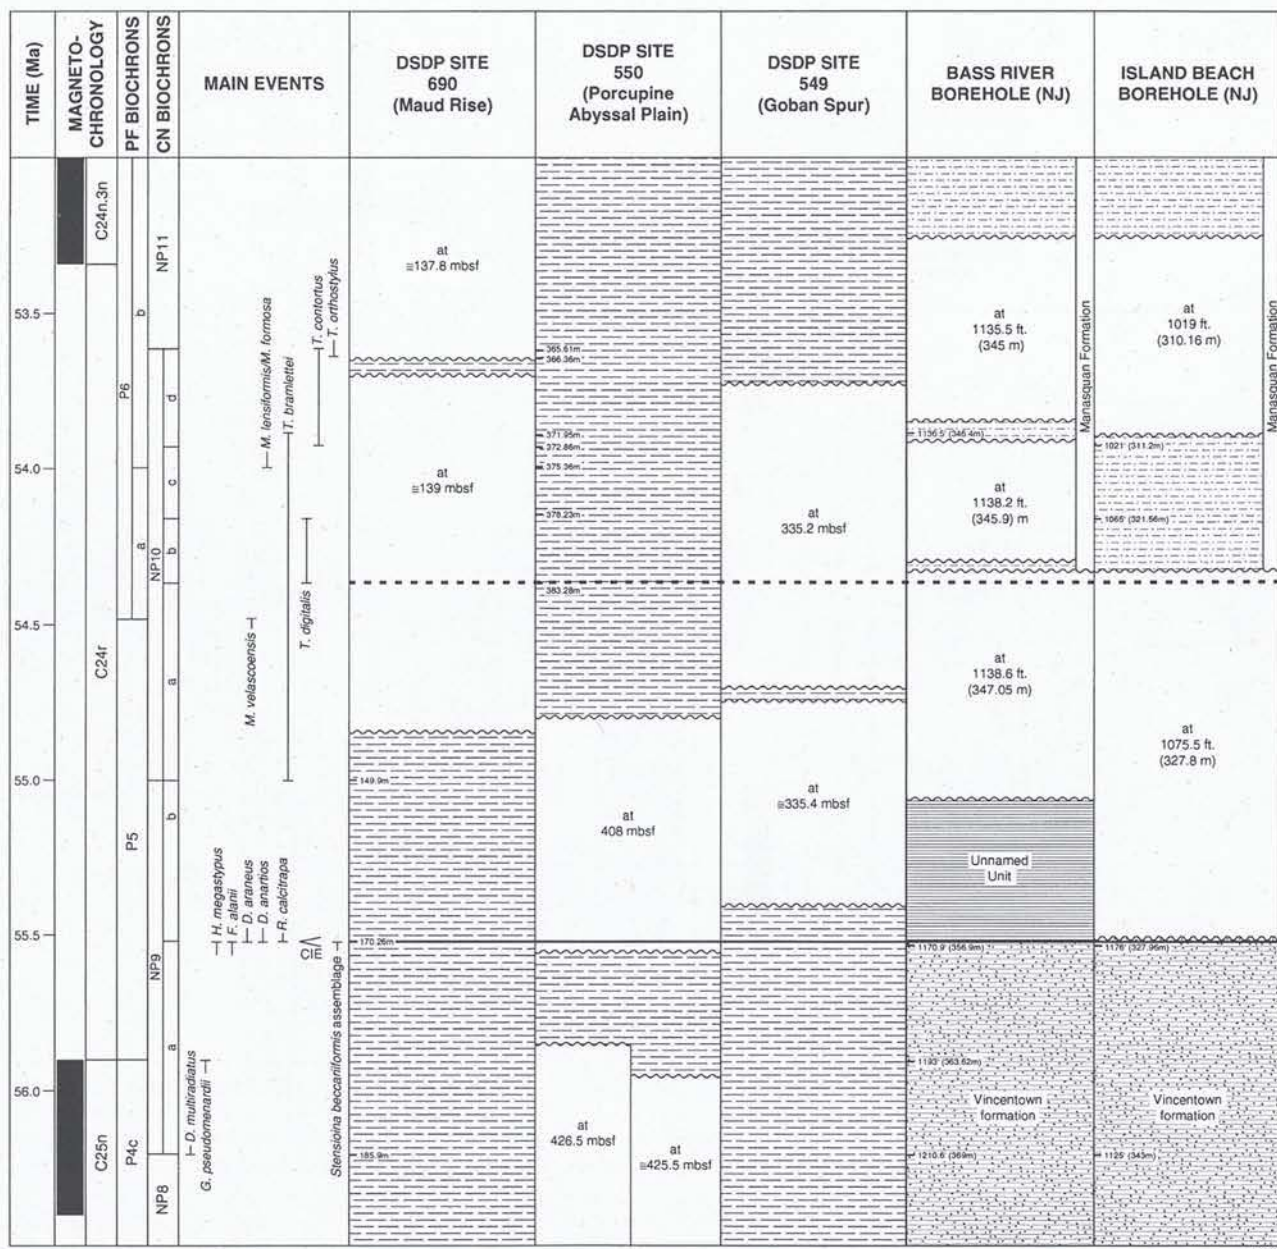 TIME (Ma)
MAGNETO-
CHRONOLOGY
PF BIOCHRONS
CN BIOCHRONS
MAIN EVENTS
DSDP SITE
690
(Maud Rise)
DSDP SITE
550
(Porcupine
Abyssal Plain)
DSDP SITE
549
(Goban Spur)
BASS RIVER
BOREHOLE (NJ)
ISLAND BEACH
BOREHOLE (NJ)
53.5
54.0
54.5
55.0
55.5
56.0
C24n.3n
C24r
C25n
P6
b
a
P5
P4c
NP11
d
c
b
NP10
a
b
NP9
a
NP8
M. lensiformis/M. formosa
T. bramlettei
T. contortus
T. orthostylus
T. digitalis
M. velascoensis
H. megastypus
F. alanii
D. araneus
D. anartios
R. calcitrapa
CIE
Stensioina beccariiformis assemblage
D. multiradiatus
G. pseudomenardii
at
≅137.8 mbsf
at
≅139 mbsf
149.9m
170.26m
185.9m
365.61m
366.36m
371.95m
372.86m
375.36m
378.23m
383.28m
at
408 mbsf
at
426.5 mbsf
at
≅425.5 mbsf
at
335.2 mbsf
at
≅335.4 mbsf
at
1135.5 ft.
(345 m)
1136.5' (346.4m)
at
1138.2 ft.
(345.9) m
Manasquan Formation
at
1138.6 ft.
(347.05 m)
Unnamed
Unit
1170.9' (356.9m)
1193' (363.62m)
Vincentown
formation
1210.6' (369m)
at
1019 ft.
(310.16 m)
1021' (311.2m)
1065' (321.56m)
Manasquan Formation
at
1075.5 ft.
(327.8 m)
1176' (327.96m)
Vincentown
formation
1125' (343m)